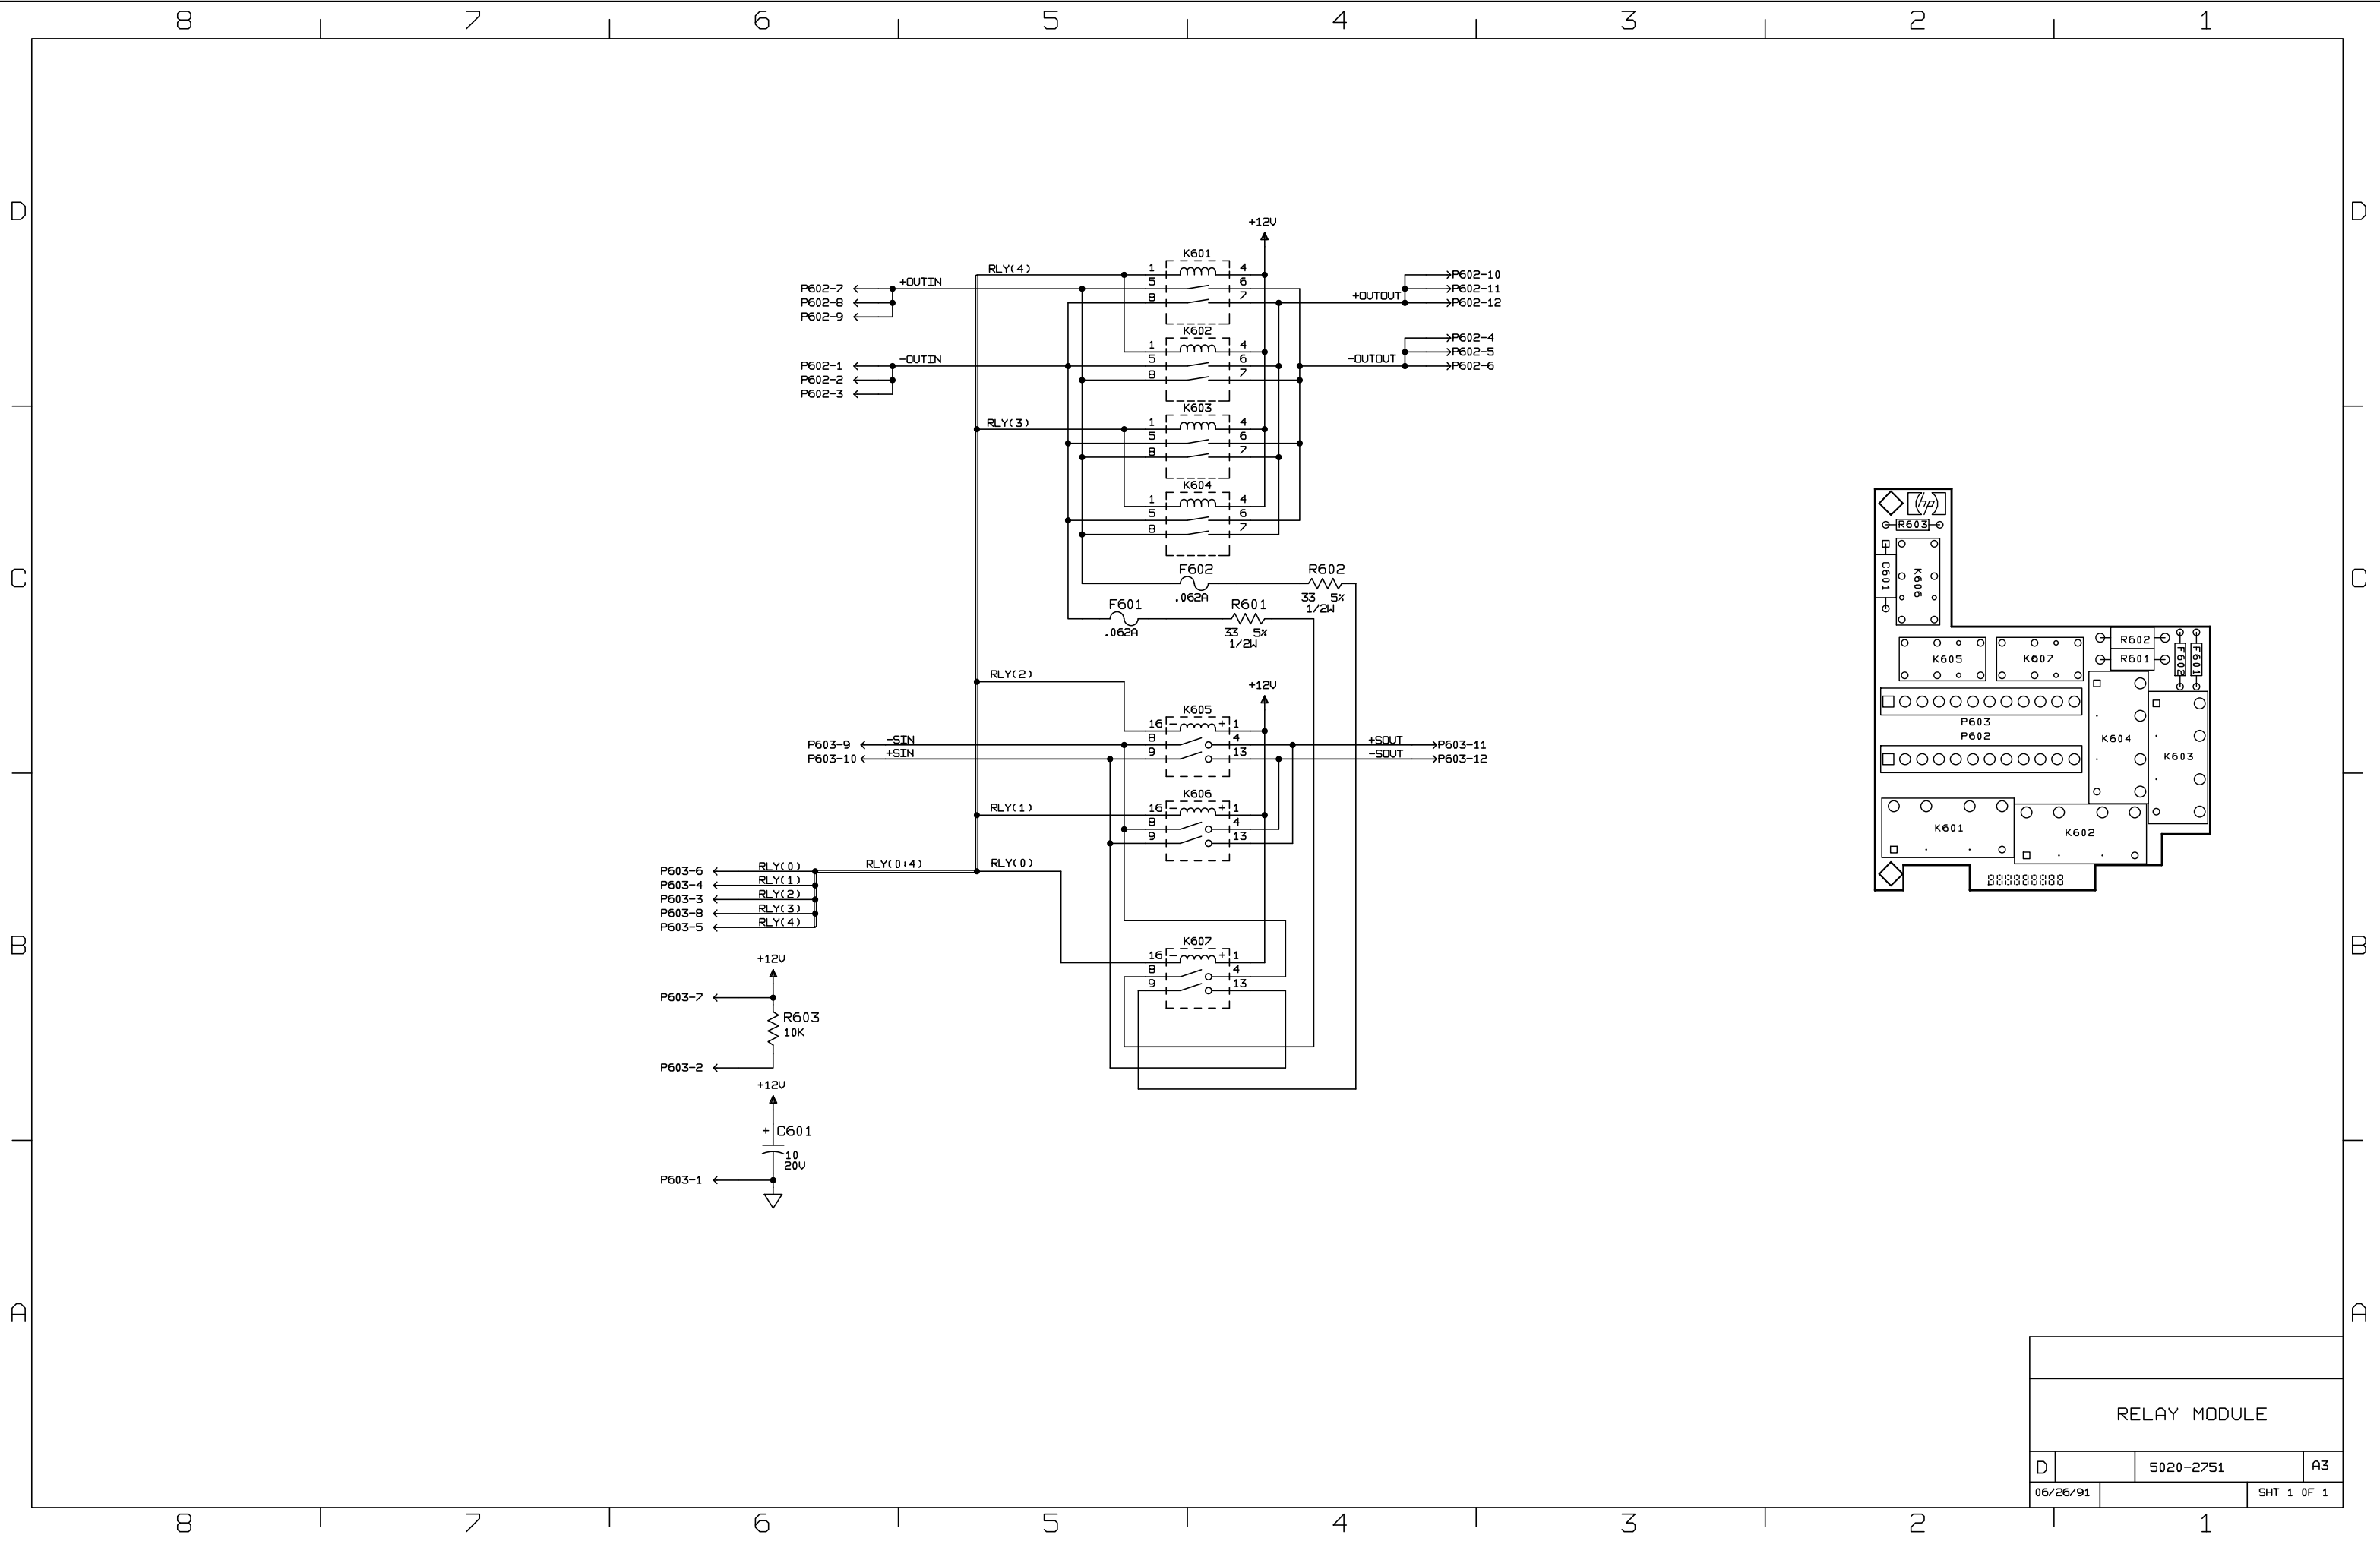 8 7 6 5 4 3 2 1
D D
+12V
K601
RLY(4) 1 4
P602-7 +OUTIN 5 6 P602-10
P602-8 8 7 +OUTOUT P602-11
P602-9 P602-12
K602
P602-4
1 4 P602-5
P602-1 -OUTIN 5 6 -OUTOUT P602-6
P602-2 8 7
P602-3
K603
RLY(3) 1 4
5 6
8 7
K604
1 4
5 6
8 7
C C
F602 R602
.062A 33 5%
1/2W
F601 R601
.062A 33 5%
1/2W
RLY(2)
+12V
K605
16 - + 1
P603-9 -SIN 8 4 +SOUT P603-11
P603-10 +SIN 9 13 -SOUT P603-12
K606
RLY(1) 16 - + 1
8 4
9 13
RLY(0:4) RLY(0)
P603-6 RLY(0)
P603-4 RLY(1)
P603-3 RLY(2)
P603-8 RLY(3)
P603-5 RLY(4)
B B
K607
16 - + 1
8 4
9 13
+12V
P603-7
R603
10K
P603-2
+12V
+ C601
10
20V
P603-1
hp
R603
C601
K606
K605 K607
R602
R601
F602 F601
P603
P602
K604
K603
K601
K602
A A
RELAY MODULE
D 5020-2751 A3
06/26/91 SHT 1 OF 1
8 7 6 5 4 3 2 1